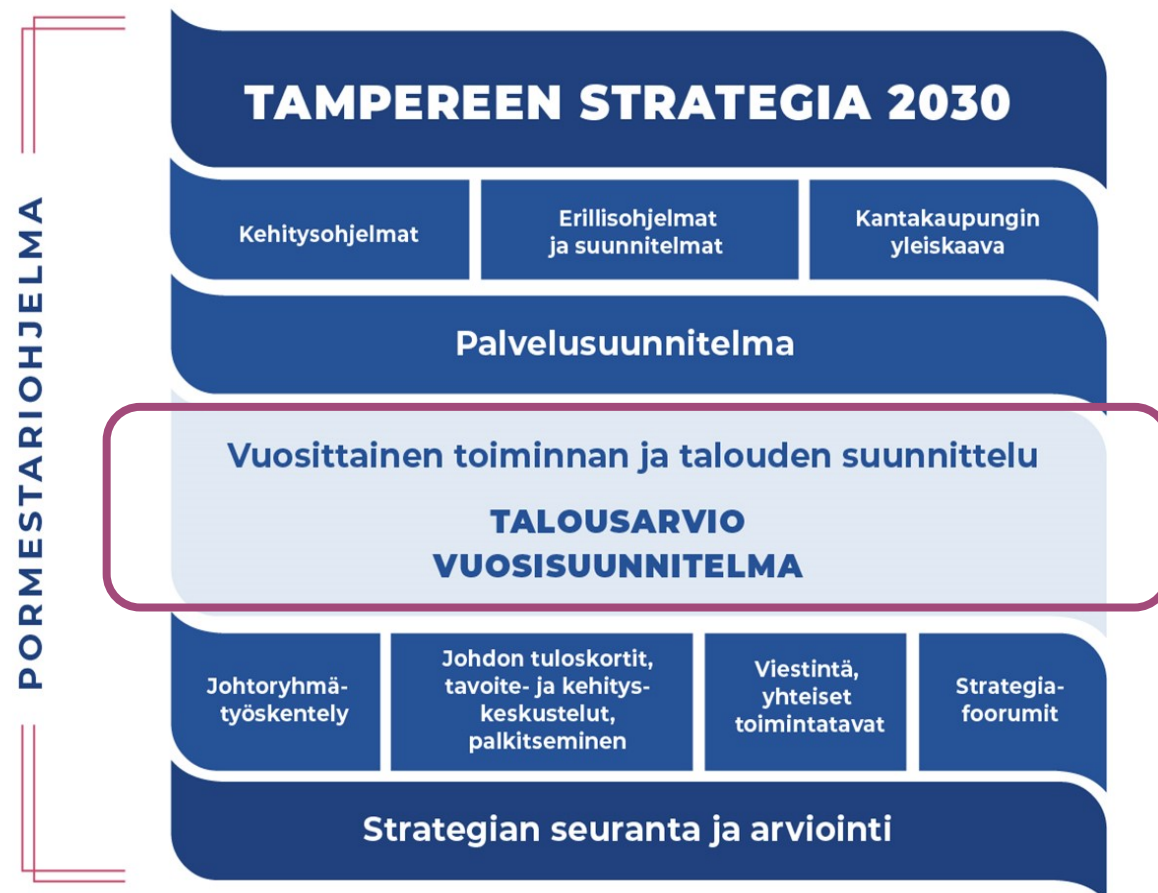 PORMESTARIOHJELMA
TAMPEREEN STRATEGIA 2030
Kehitysohjelmat
Erillisohjelmat
ja suunnitelmat
Kantakaupungin
yleiskaava
Palvelusuunnitelma
Vuosittainen toiminnan ja talouden suunnittelu
TALOUSARVIO
VUOSISUUNNITELMA
Johtoryhmä-
työskentely
Johdon tuloskortit,
tavoite- ja kehitys-
keskustelut,
palkitseminen
Viestintä,
yhteiset
toimintatavat
Strategia-
foorumit
Strategian seuranta ja arviointi